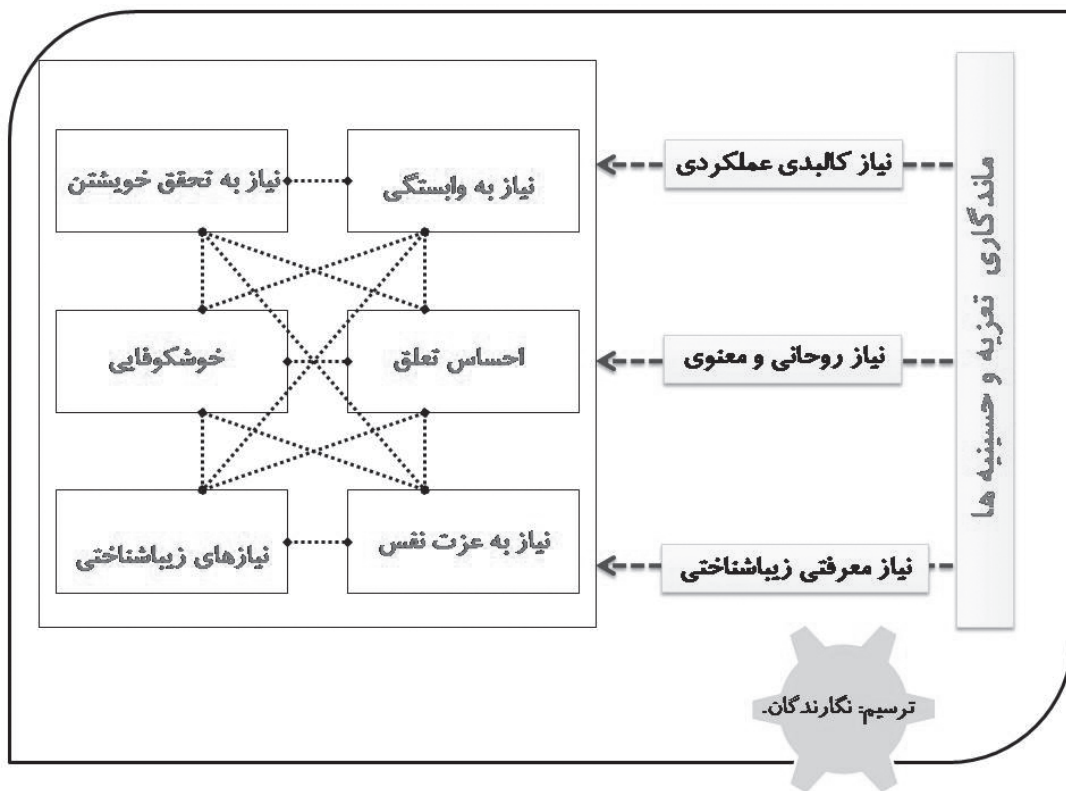 ماندگاری تعزیه و حسینیه ها
نیاز کالبدی عملکردی
نیاز روحانی و معنوی
نیاز معرفتی زیباشناختی
نیاز به وابستگی
نیاز به تحقق خویشتن
احساس تعلق
خوشکوفایی
نیاز به عزت نفس
نیازهای زیباشناختی
ترسیم: نگارندگان.